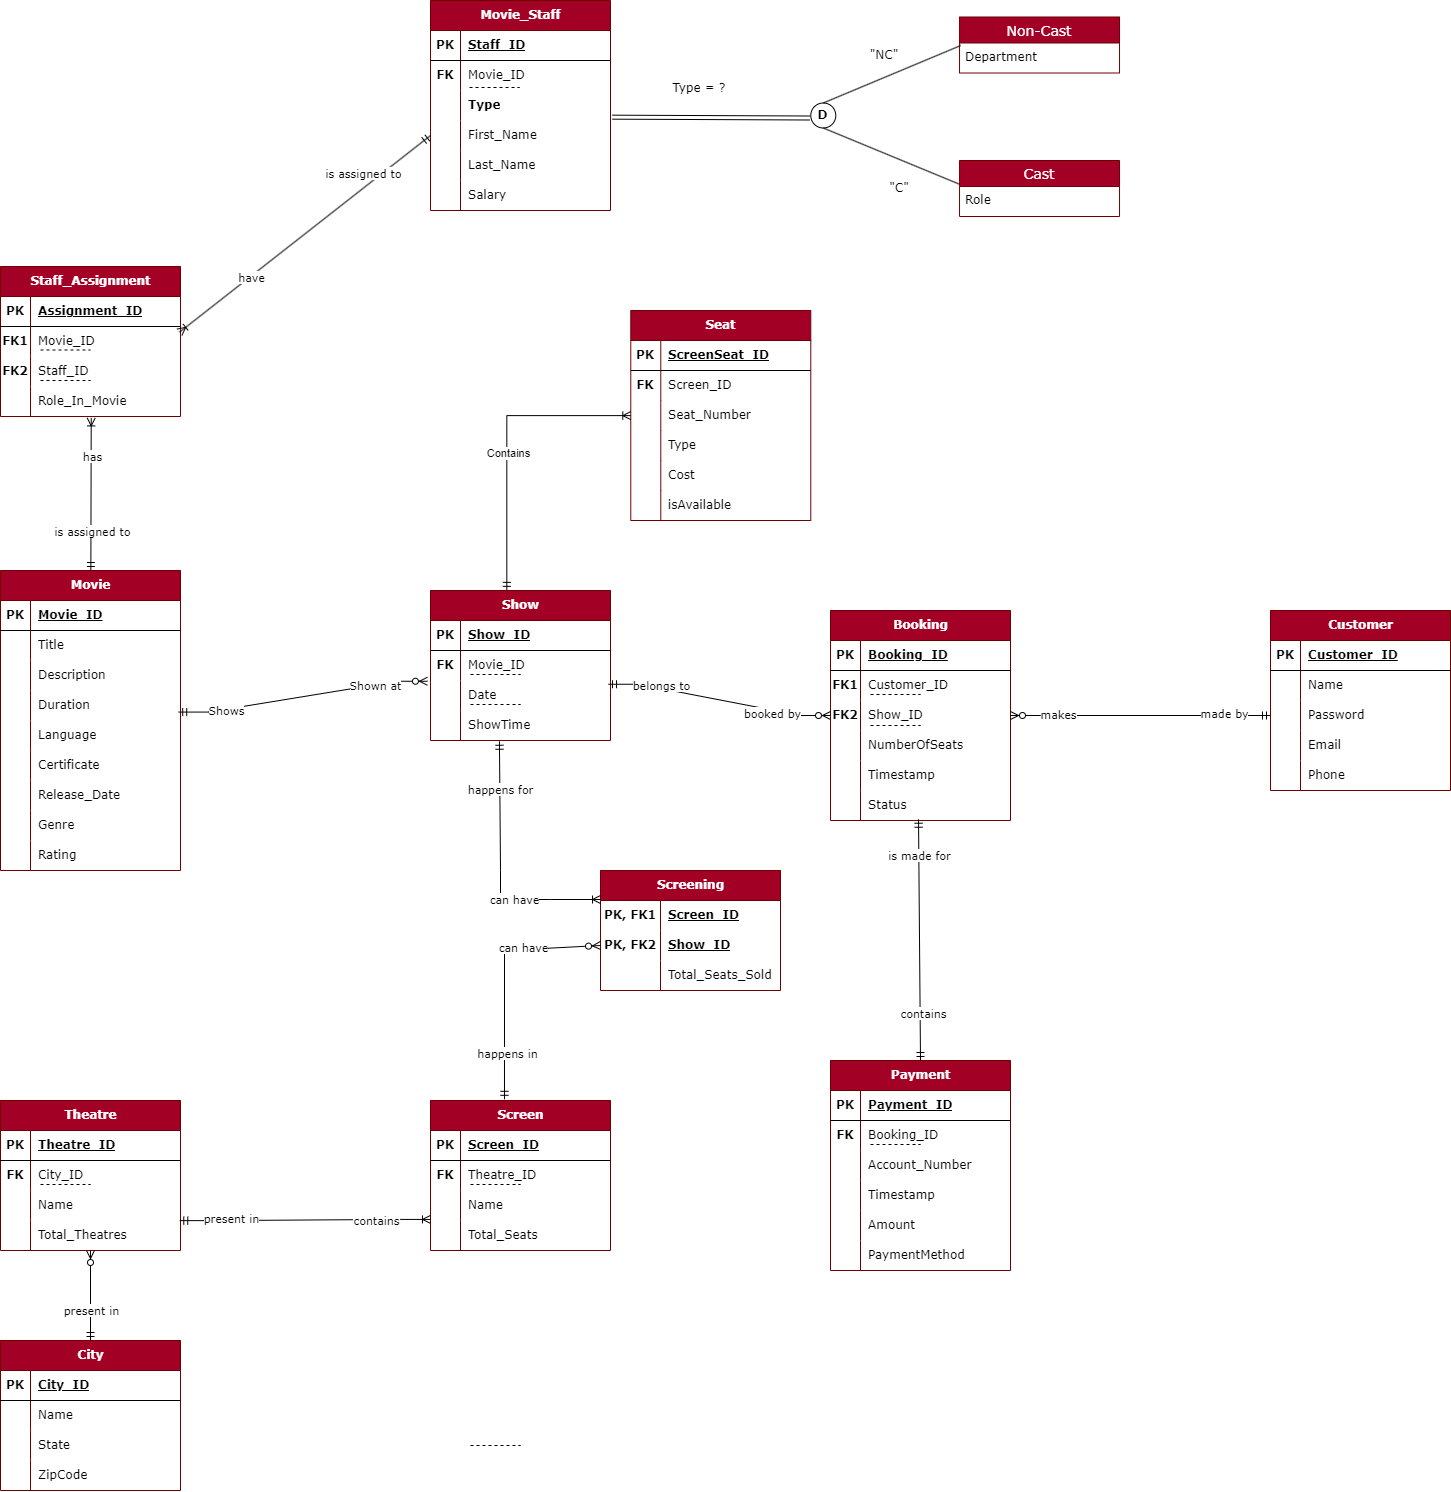 Movie_Staff
PK Staff_ID
FK Movie_ID
Type
First_Name
Last_Name
Salary
Type = ?
D
"NC"
"C"
Non-Cast
Department
Cast
Role
is assigned to
have
Staff_Assignment
PK Assignment_ID
FK1 Movie_ID
FK2 Staff_ID
Role_In_Movie
has
is assigned to
Seat
PK ScreenSeat_ID
FK Screen_ID
Seat_Number
Type
Cost
isAvailable
Contains
Movie
PK Movie_ID
Title
Description
Duration
Language
Certificate
Release_Date
Genre
Rating
Shows
Shown at
Show
PK Show_ID
FK Movie_ID
Date
ShowTime
belongs to
booked by
Booking
PK Booking_ID
FK1 Customer_ID
FK2 Show_ID
NumberOfSeats
Timestamp
Status
makes
made by
Customer
PK Customer_ID
Name
Password
Email
Phone
happens for
can have
Screening
PK, FK1 Screen_ID
PK, FK2 Show_ID
Total_Seats_Sold
can have
happens in
is made for
contains
Theatre
PK Theatre_ID
FK City_ID
Name
Total_Theatres
present in
contains
Screen
PK Screen_ID
FK Theatre_ID
Name
Total_Seats
Payment
PK Payment_ID
FK Booking_ID
Account_Number
Timestamp
Amount
PaymentMethod
present in
City
PK City_ID
Name
State
ZipCode